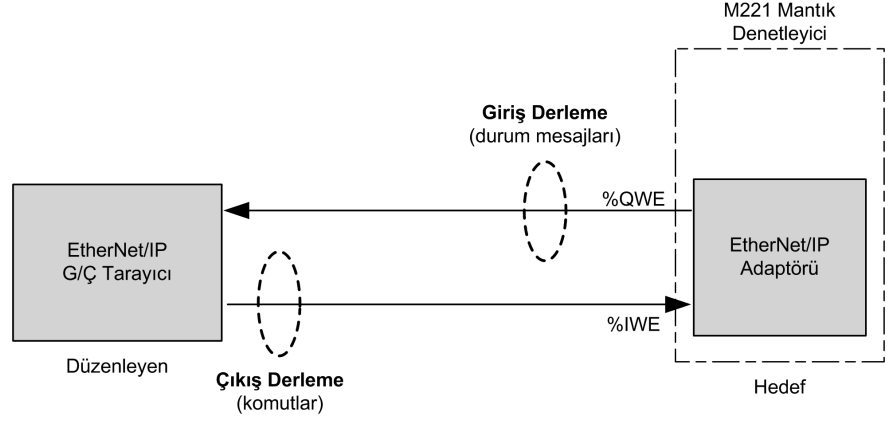 M221 Mantık
Denetleyici
Giriş Derleme
(durum mesajları)
%QWE
EtherNet/IP
G/Ç Tarayıcı
EtherNet/IP
Adaptörü
%IWE
Düzenleyen
Çıkış Derleme
(komutlar)
Hedef